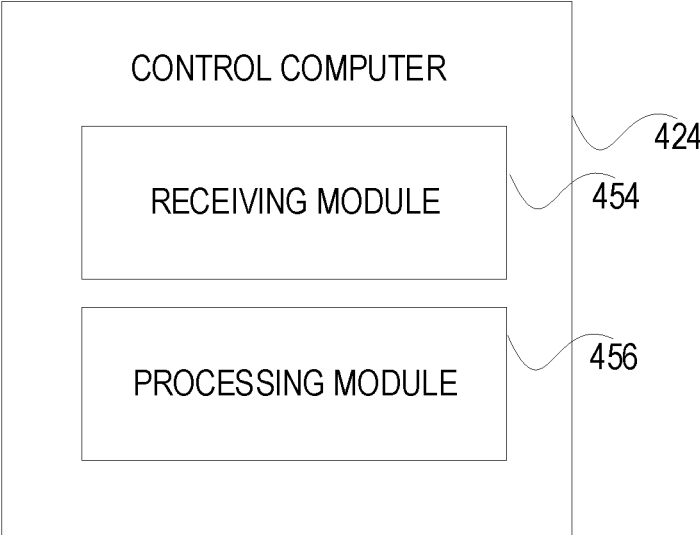 CONTROL COMPUTER
424
RECEIVING MODULE
454
PROCESSING MODULE
456